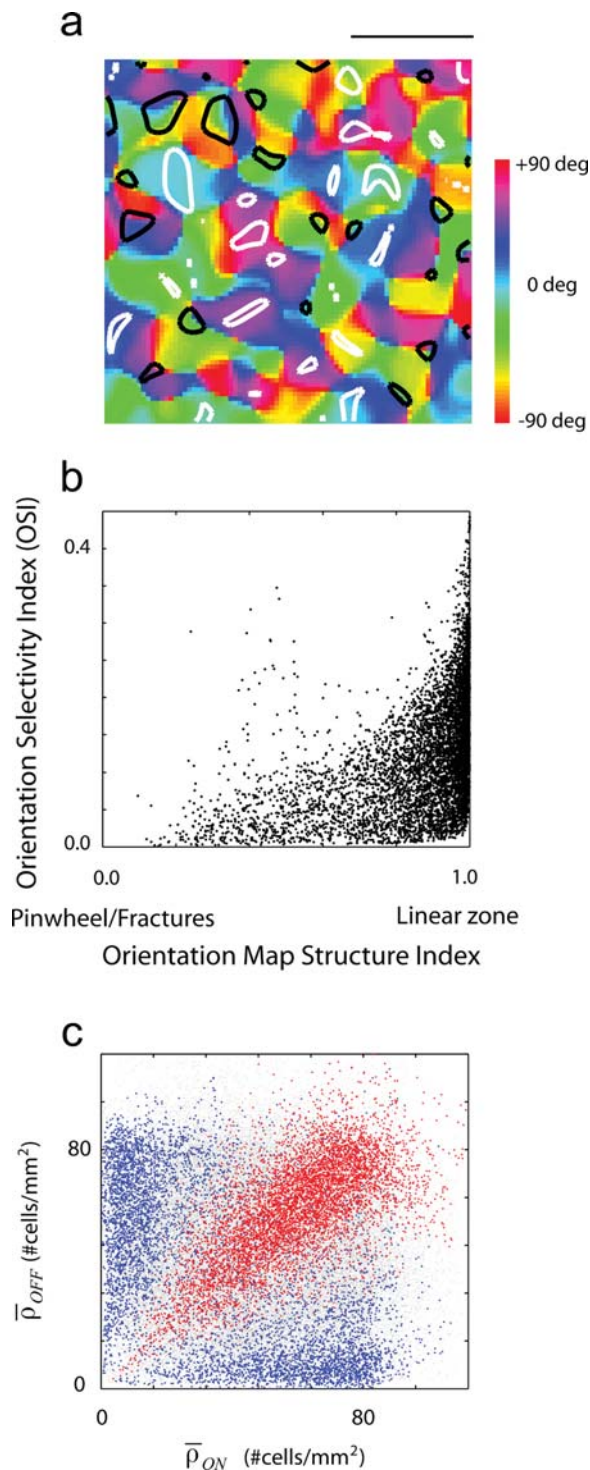 a
+90 deg
0 deg
-90 deg
b
Orientation Selectivity Index (OSI)
0.4
0.0
0.0 1.0
Pinwheel/Fractures Linear zone
Orientation Map Structure Index
c
ρ̅OFF (#cells/mm²)
80
0
0 80
ρ̅ON (#cells/mm²)